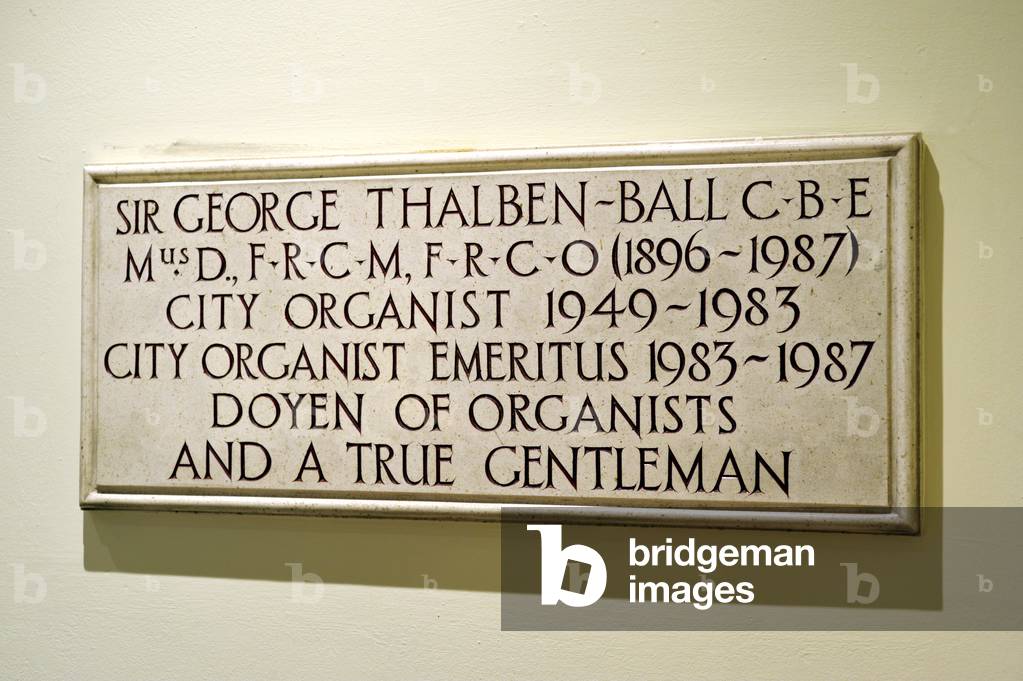 SIR GEORGE THALBEN~BALL C·B·E
Mus. D., F·R·C·M, F·R·C·O (1896~1987)
CITY ORGANIST 1949~1983
CITY ORGANIST EMERITUS 1983~1987
DOYEN OF ORGANISTS
AND A TRUE GENTLEMAN
b bridgeman
images